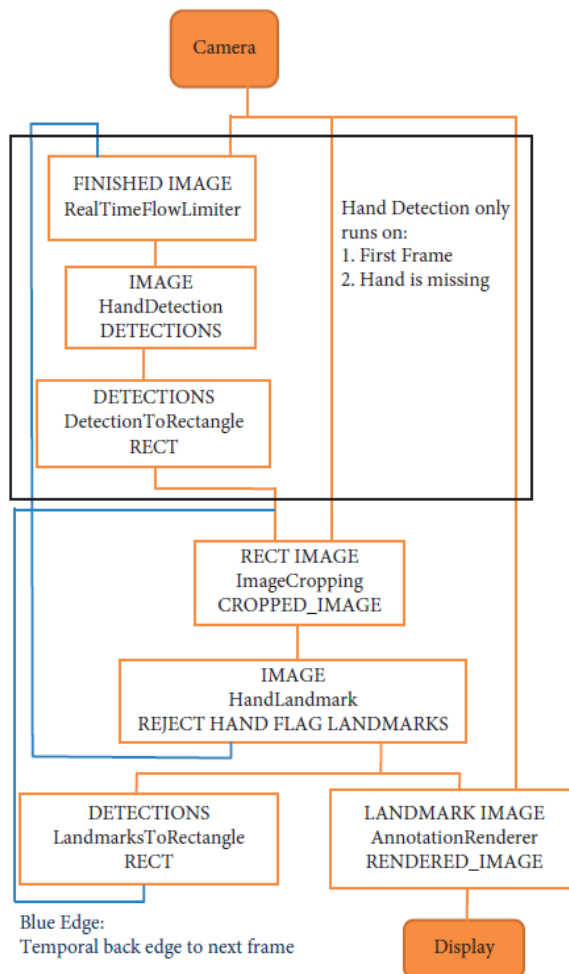 Camera
FINISHED IMAGE
RealTimeFlowLimiter
Hand Detection only
runs on:
1. First Frame
2. Hand is missing
IMAGE
HandDetection
DETECTIONS
DETECTIONS
DetectionToRectangle
RECT
RECT IMAGE
ImageCropping
CROPPED_IMAGE
IMAGE
HandLandmark
REJECT HAND FLAG LANDMARKS
DETECTIONS
LandmarksToRectangle
RECT
LANDMARK IMAGE
AnnotationRenderer
RENDERED_IMAGE
Blue Edge:
Temporal back edge to next frame
Display